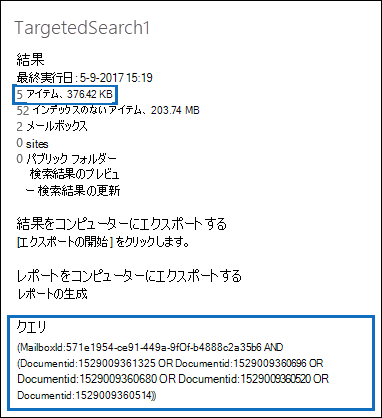 TargetedSearch1
結果
最終実行日:5-9-2017 15:19
5 アイテム、376.42 KB
52 インデックスのない アイテム、203.74 MB
2 メールボックス
0 sites
0 パブリック フォルダー
検索結果のプレビュ
ー 検索結果の更新
結果をコンピューターにエクスポートする
[エクスポートの開始] をクリックします。
レポートをコンピューターにエクスポートする
レポートの生成
クエリ
(MailboxId:571e1954-ce91-449a-9f0f-b4888c2a35b6 AND
(Documentid:1529009361325 OR Documentid:1529009360696 OR
Documentid:1529009360680 OR Documentid:1529009360520 OR
Documentid:1529009360514))